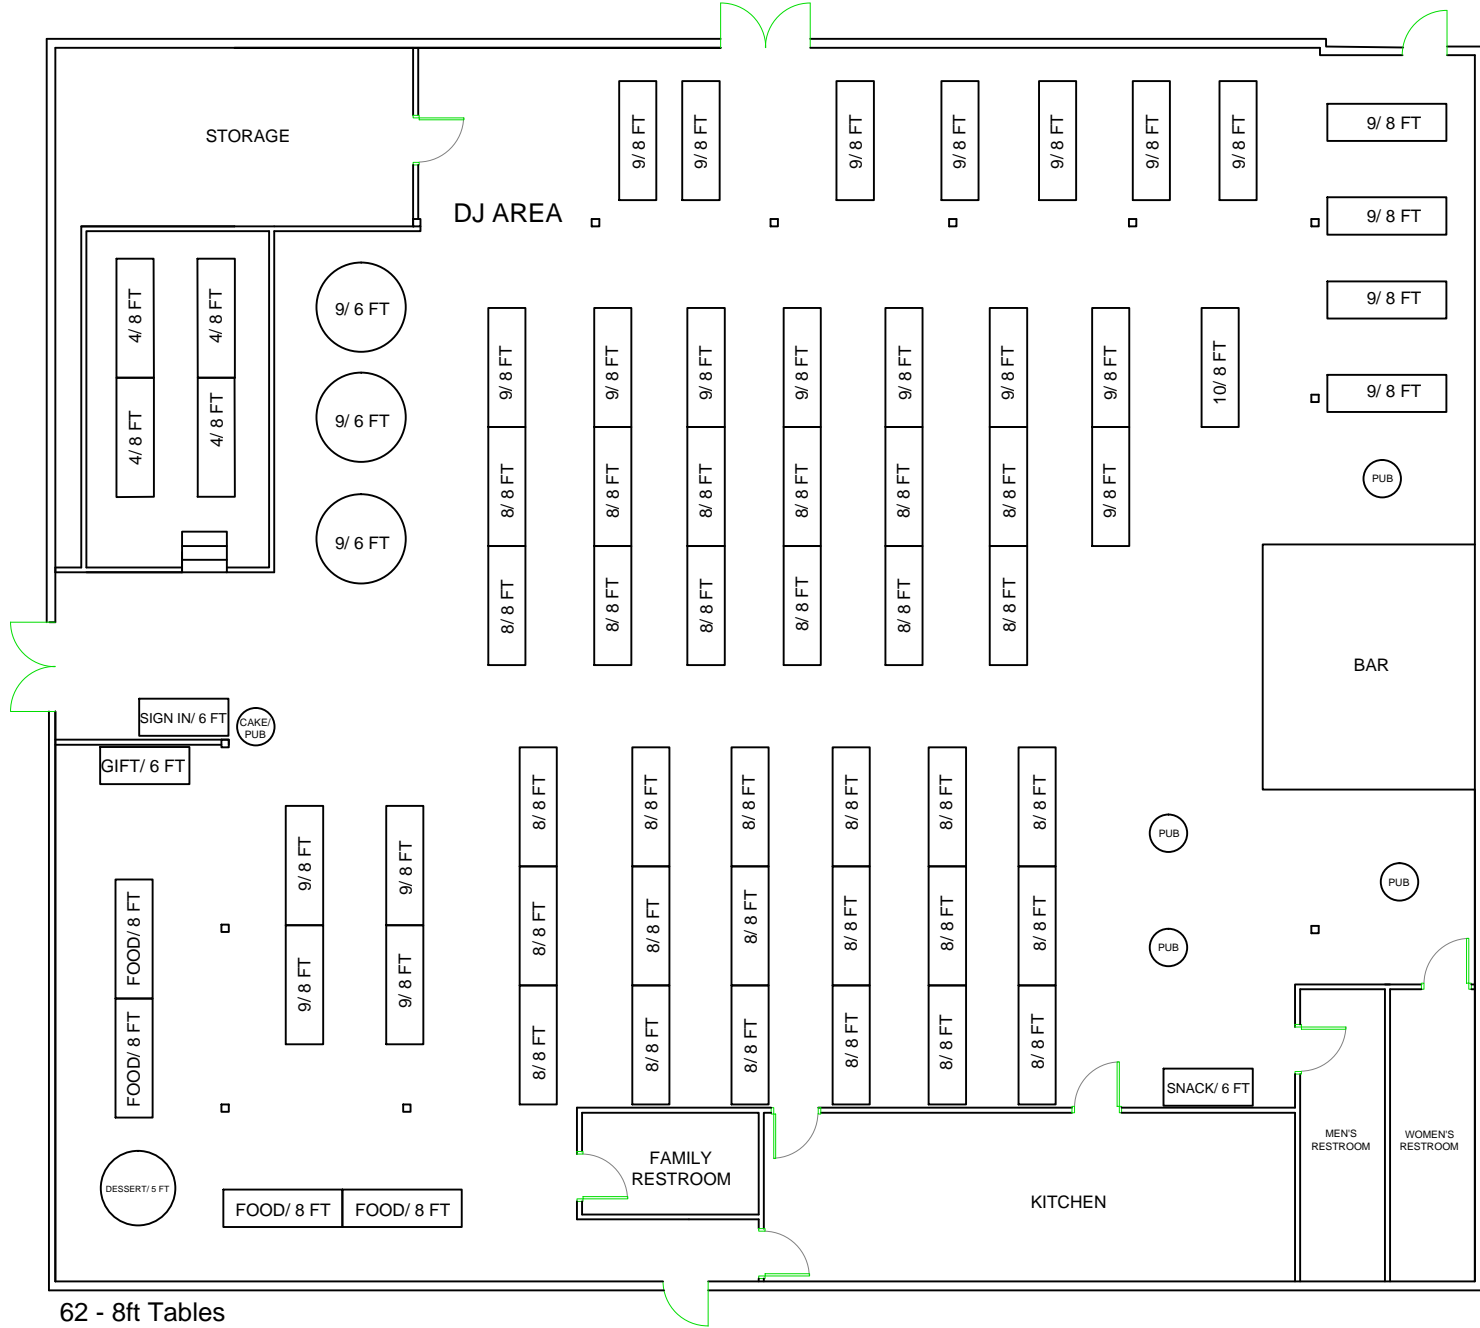 9/ 8 FT
9/ 8 FT
9/ 8 FT
9/ 8 FT
9/ 8 FT
9/ 8 FT
9/ 8 FT
9/ 8 FT
STORAGE
DJ AREA
9/ 8 FT
9/ 8 FT
9/ 8 FT
4/ 8 FT
4/ 8 FT
4/ 8 FT
4/ 8 FT
9/ 6 FT
9/ 6 FT
9/ 6 FT
9/ 8 FT
9/ 8 FT
9/ 8 FT
9/ 8 FT
9/ 8 FT
9/ 8 FT
9/ 8 FT
10/ 8 FT
8/ 8 FT
8/ 8 FT
8/ 8 FT
8/ 8 FT
8/ 8 FT
8/ 8 FT
9/ 8 FT
PUB
8/ 8 FT
8/ 8 FT
8/ 8 FT
8/ 8 FT
8/ 8 FT
8/ 8 FT
BAR
SIGN IN/ 6 FT
CAKE/
PUB
GIFT/ 6 FT
8/ 8 FT
8/ 8 FT
8/ 8 FT
8/ 8 FT
8/ 8 FT
8/ 8 FT
9/ 8 FT
9/ 8 FT
PUB
PUB
FOOD/ 8 FT
8/ 8 FT
8/ 8 FT
8/ 8 FT
8/ 8 FT
8/ 8 FT
8/ 8 FT
PUB
9/ 8 FT
9/ 8 FT
FOOD/ 8 FT
8/ 8 FT
8/ 8 FT
8/ 8 FT
8/ 8 FT
8/ 8 FT
8/ 8 FT
SNACK/ 6 FT
MEN'S
RESTROOM
WOMEN'S
RESTROOM
FAMILY
RESTROOM
DESSERT/ 5 FT
FOOD/ 8 FT
FOOD/ 8 FT
KITCHEN
62 - 8ft Tables